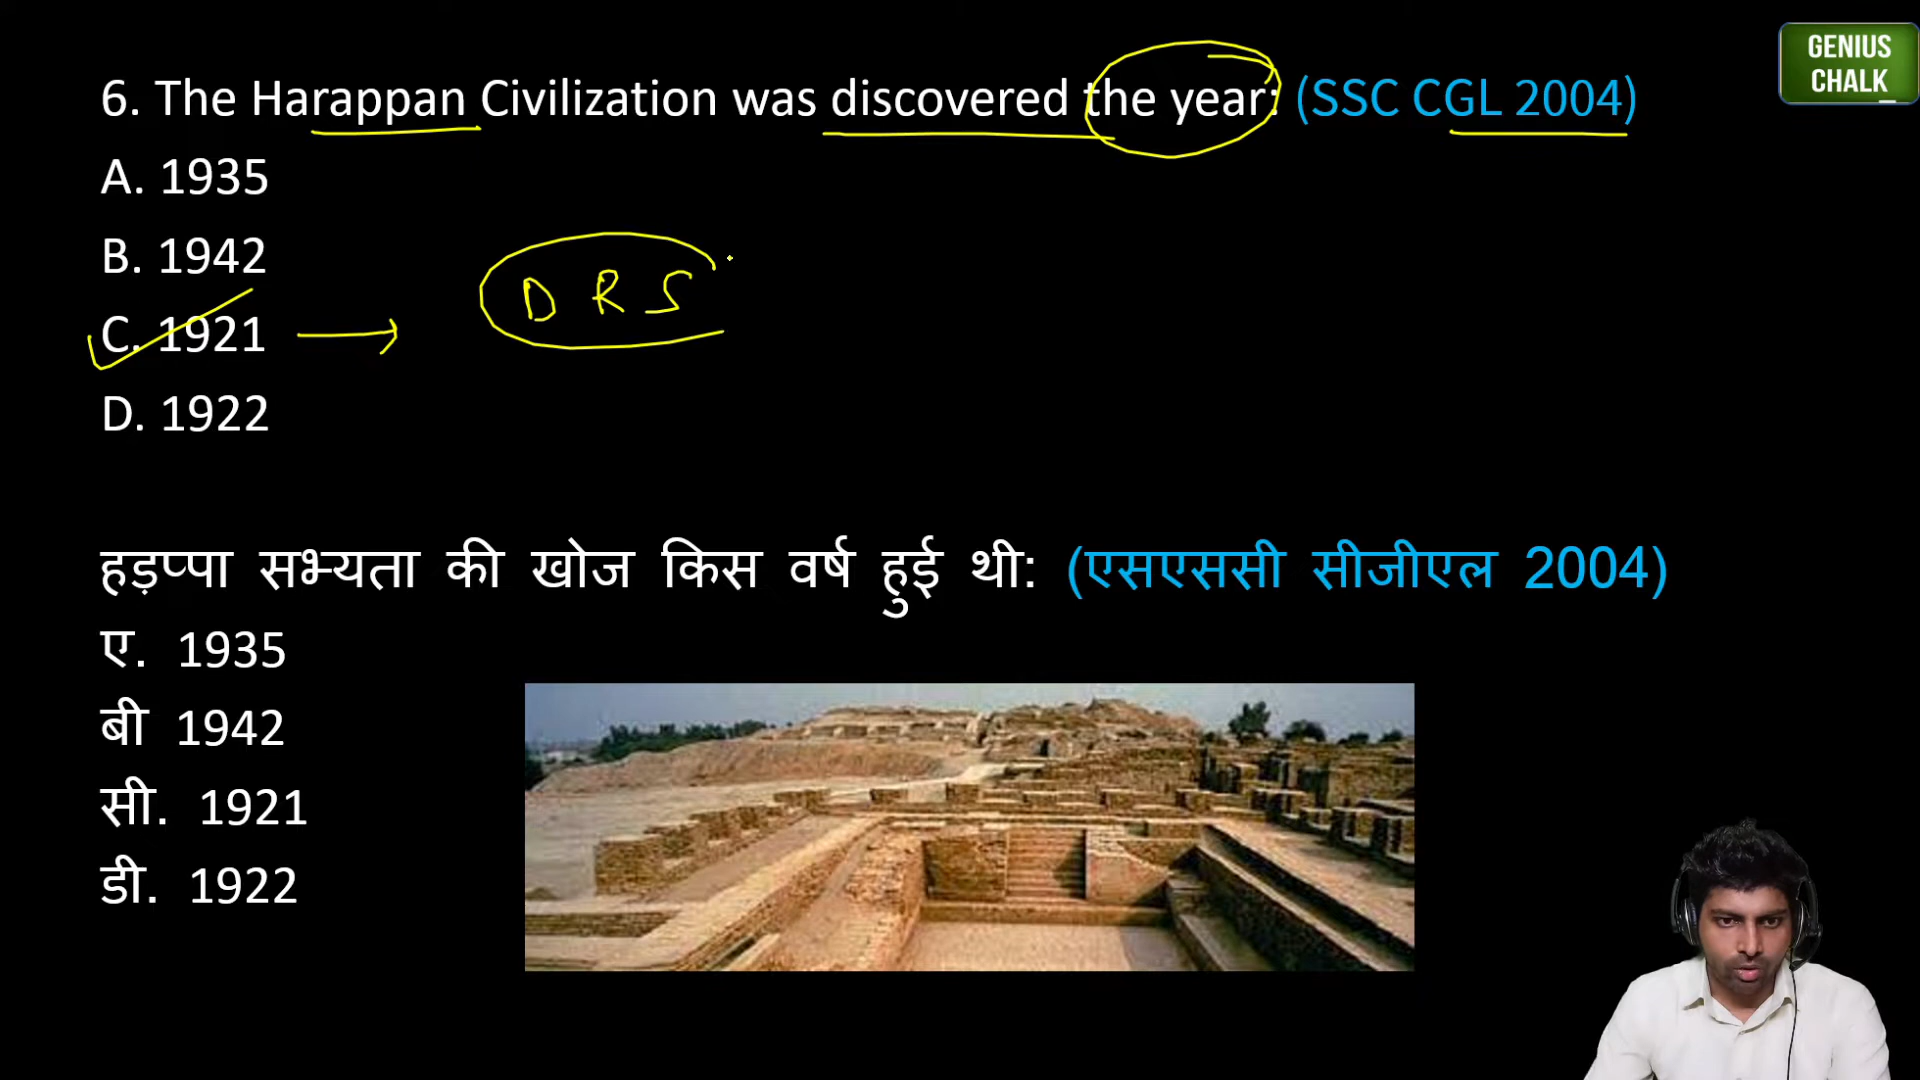 6. The Harappan Civilization was discovered the year: (SSC CGL 2004)
GENIUS
CHALK
A. 1935
B. 1942
D R S
C. 1921
D. 1922
हड़प्पा सभ्यता की खोज किस वर्ष हुई थी: (एसएससी सीजीएल 2004)
ए. 1935
बी 1942
सी. 1921
डी. 1922